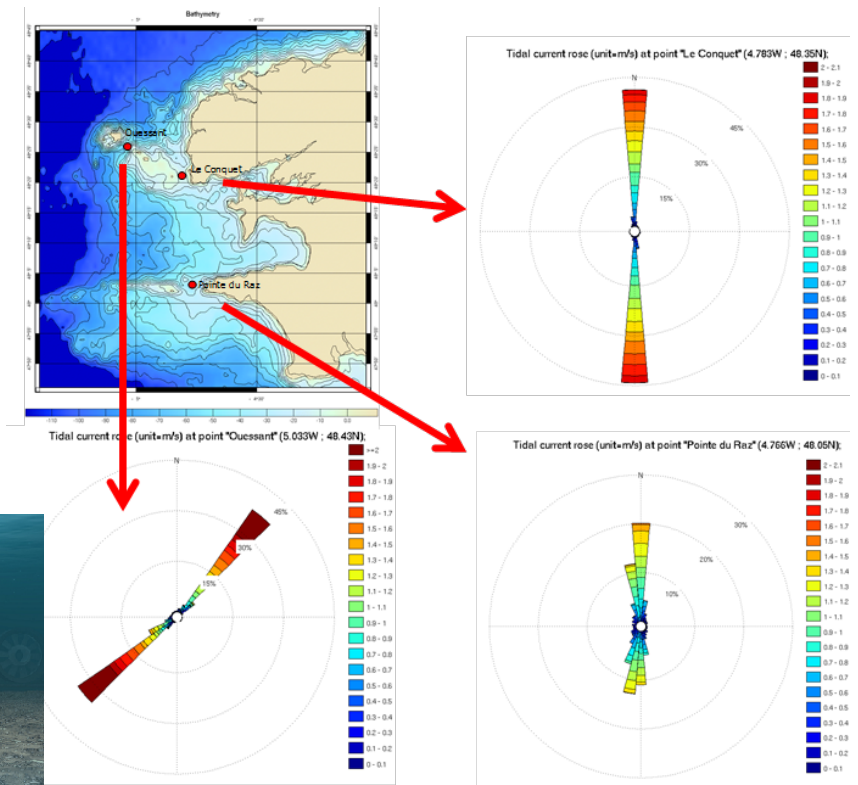 Bathymetry
Ouessant
Le Conquet
Pointe du Raz
-110 -100 -90 -80 -70 -60 -50 -40 -30 -20 -10 0.0
Tidal current rose (unit=m/s) at point "Le Conquet" (4.783W ; 48.35N);
N
45%
30%
15%
2 - 2.1
1.9 - 2
1.8 - 1.9
1.7 - 1.8
1.6 - 1.7
1.5 - 1.6
1.4 - 1.5
1.3 - 1.4
1.2 - 1.3
1.1 - 1.2
1 - 1.1
0.9 - 1
0.8 - 0.9
0.7 - 0.8
0.6 - 0.7
0.5 - 0.6
0.4 - 0.5
0.3 - 0.4
0.2 - 0.3
0.1 - 0.2
0 - 0.1
Tidal current rose (unit=m/s) at point "Ouessant" (5.033W ; 48.43N);
N
45%
30%
15%
>=2
1.9 - 2
1.8 - 1.9
1.7 - 1.8
1.6 - 1.7
1.5 - 1.6
1.4 - 1.5
1.3 - 1.4
1.2 - 1.3
1.1 - 1.2
1 - 1.1
0.9 - 1
0.8 - 0.9
0.7 - 0.8
0.6 - 0.7
0.5 - 0.6
0.4 - 0.5
0.3 - 0.4
0.2 - 0.3
0.1 - 0.2
0 - 0.1
Tidal current rose (unit=m/s) at point "Pointe du Raz" (4.766W ; 48.05N);
N
30%
20%
10%
2 - 2.1
1.9 - 2
1.8 - 1.9
1.7 - 1.8
1.6 - 1.7
1.5 - 1.6
1.4 - 1.5
1.3 - 1.4
1.2 - 1.3
1.1 - 1.2
1 - 1.1
0.9 - 1
0.8 - 0.9
0.7 - 0.8
0.6 - 0.7
0.5 - 0.6
0.4 - 0.5
0.3 - 0.4
0.2 - 0.3
0.1 - 0.2
0 - 0.1